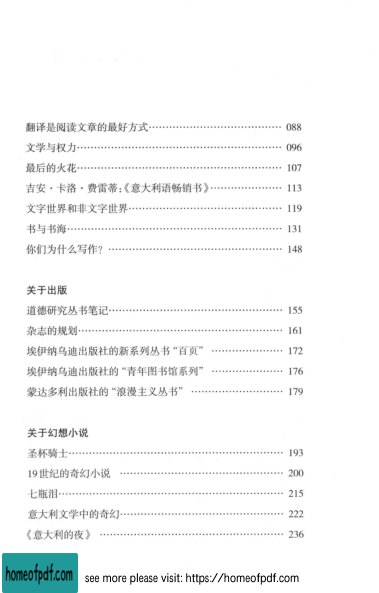 翻译是阅读文章的最好方式…………………………………… 088
文学与权力…………………………………………………… 096
最后的火花…………………………………………………… 107
吉安·卡洛·费雷蒂：《意大利语畅销书》………………… 113
文字世界和非文字世界……………………………………… 119
书与书海……………………………………………………… 131
你们为什么写作？ …………………………………………… 148
关于出版
道德研究丛书笔记…………………………………………… 155
杂志的规划…………………………………………………… 161
埃伊纳乌迪出版社的新系列丛书“百页” ………………… 172
埃伊纳乌迪出版社的“青年图书馆系列” ………………… 176
蒙达多利出版社的“浪漫主义丛书” ……………………… 179
关于幻想小说
圣杯骑士……………………………………………………… 193
19世纪的奇幻小说 ………………………………………… 200
七瓶泪………………………………………………………… 215
意大利文学中的奇幻………………………………………… 222
《意大利的夜》 ……………………………………………… 236
homeofpdf.com
see more please visit: https://homeofpdf.com